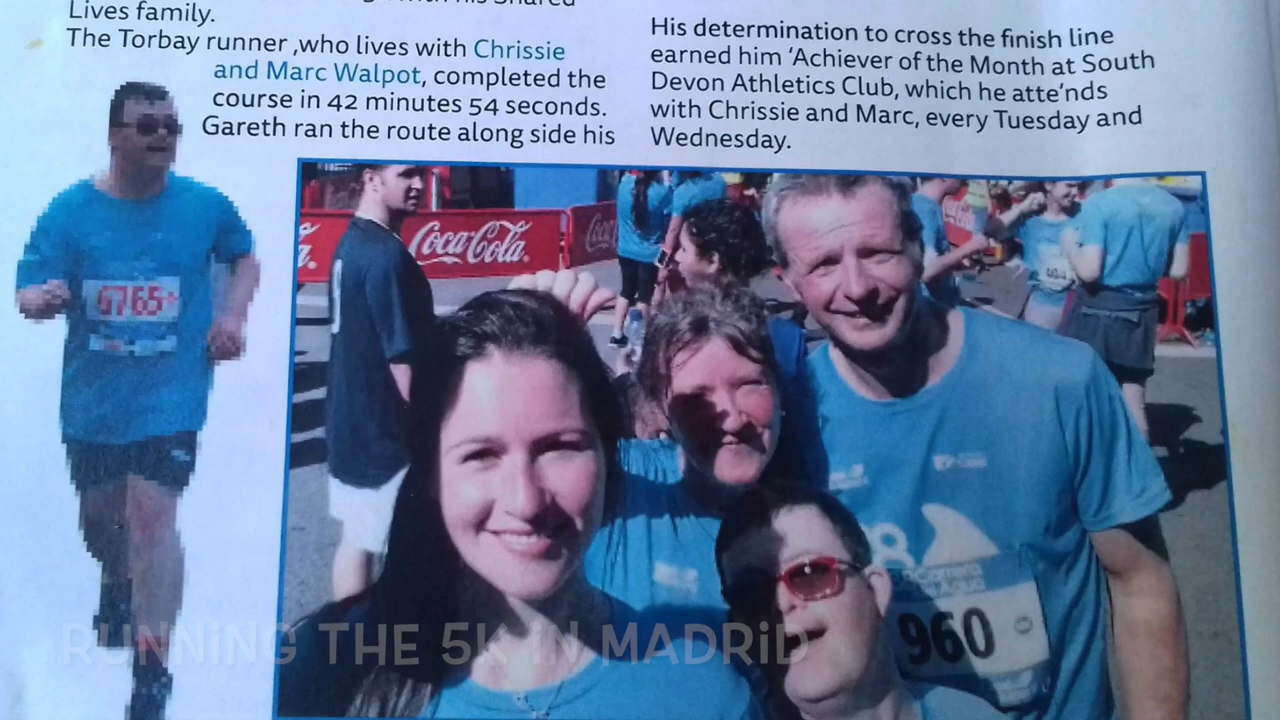 his Shared
Lives family.
The Torbay runner ,who lives with Chrissie
and Marc Walpot, completed the
course in 42 minutes 54 seconds.
Gareth ran the route along side his
His determination to cross the finish line
earned him ‘Achiever of the Month at South
Devon Athletics Club, which he atte’nds
with Chrissie and Marc, every Tuesday and
Wednesday.
Coca-Cola
6765
960
RUNNiNG THE 5K iN MADRiD